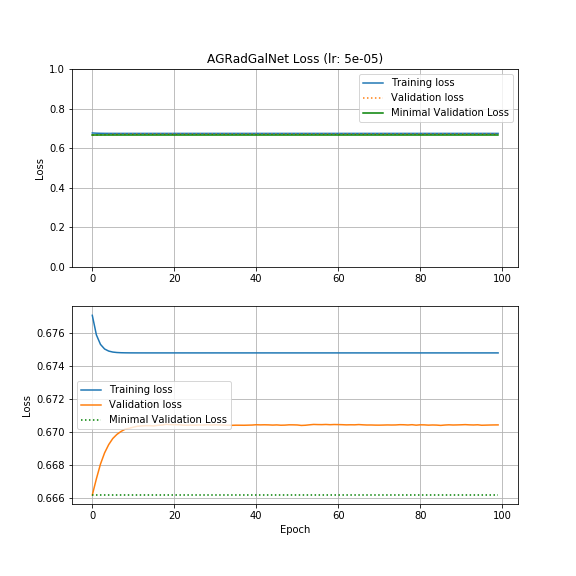 AGRadGalNet Loss (lr: 5e-05)
1.0
0.8
0.6
0.4
0.2
0.0
Loss
Training loss
Validation loss
Minimal Validation Loss
0 20 40 60 80 100
0.676
0.674
0.672
0.670
0.668
0.666
Loss
Training loss
Validation loss
Minimal Validation Loss
0 20 40 60 80 100
Epoch